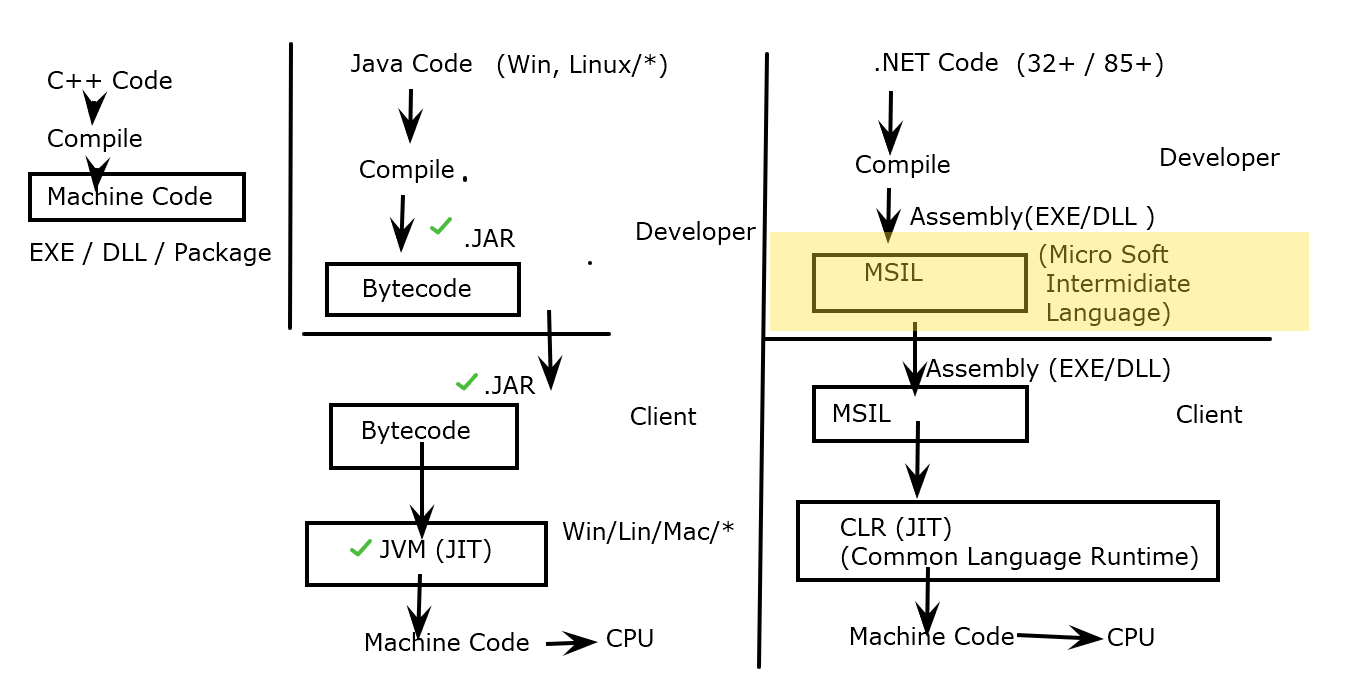 C++ Code
Compile
Machine Code
EXE / DLL / Package
Java Code (Win, Linux/*)
Compile
.JAR
Developer
Bytecode
.JAR
Bytecode
Client
JVM (JIT)
Win/Lin/Mac/*
Machine Code
CPU
.NET Code (32+ / 85+)
Compile
Developer
Assembly(EXE/DLL )
MSIL
(Micro Soft
Intermidiate
Language)
Assembly (EXE/DLL)
MSIL
Client
CLR (JIT)
(Common Language Runtime)
Machine Code
CPU